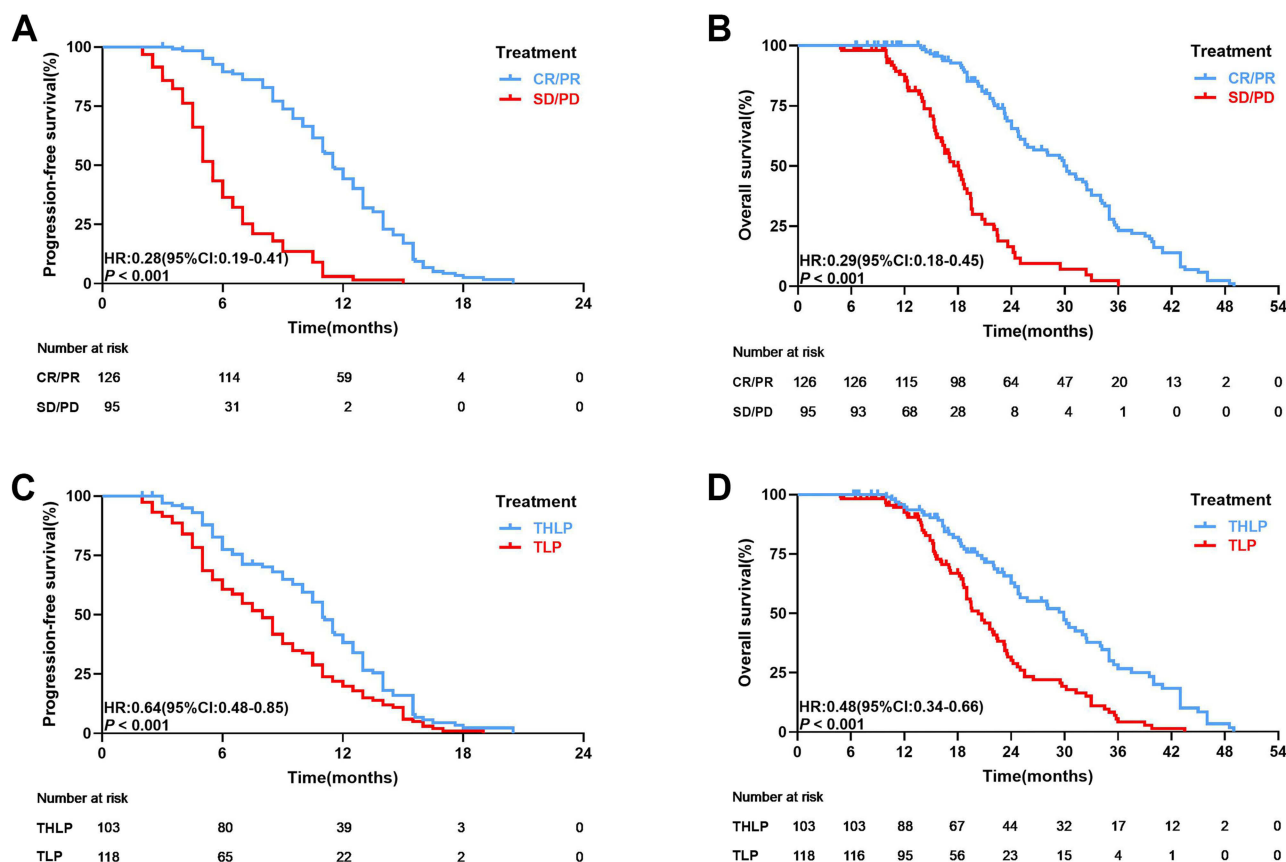 A
Treatment
CR/PR
SD/PD
Progression-free survival(%)
100
75
50
25
0
HR:0.28(95%CI:0.19-0.41)
P < 0.001
0 6 12 18 24
Time(months)
Number at risk
CR/PR 126 114 59 4 0
SD/PD 95 31 2 0 0
B
Treatment
CR/PR
SD/PD
Overall survival(%)
100
75
50
25
0
HR:0.29(95%CI:0.18-0.45)
P < 0.001
0 6 12 18 24 30 36 42 48 54
Time(months)
Number at risk
CR/PR 126 126 115 98 64 47 20 13 2 0
SD/PD 95 93 68 28 8 4 1 0 0 0
C
Treatment
THLP
TLP
Progression-free survival(%)
100
75
50
25
0
HR:0.64(95%CI:0.48-0.85)
P < 0.001
0 6 12 18 24
Time(months)
Number at risk
THLP 103 80 39 3 0
TLP 118 65 22 2 0
D
Treatment
THLP
TLP
Overall survival(%)
100
75
50
25
0
HR:0.48(95%CI:0.34-0.66)
P < 0.001
0 6 12 18 24 30 36 42 48 54
Time(months)
Number at risk
THLP 103 103 88 67 44 32 17 12 2 0
TLP 118 116 95 56 23 15 4 1 0 0